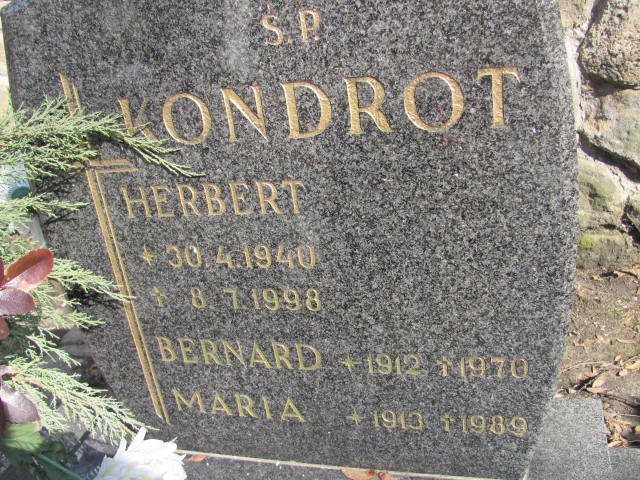 Ś.P.
KONDROT
HERBERT
* 30.4.1940
† 8.7.1998
BERNARD * 1912 † 1970
MARIA * 1913 † 1989